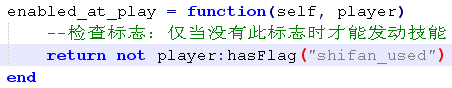 enabled_at_play = function(self, player)
--检查标志：仅当没有此标志时才能发动技能
return not player:hasFlag("shifan_used")
end